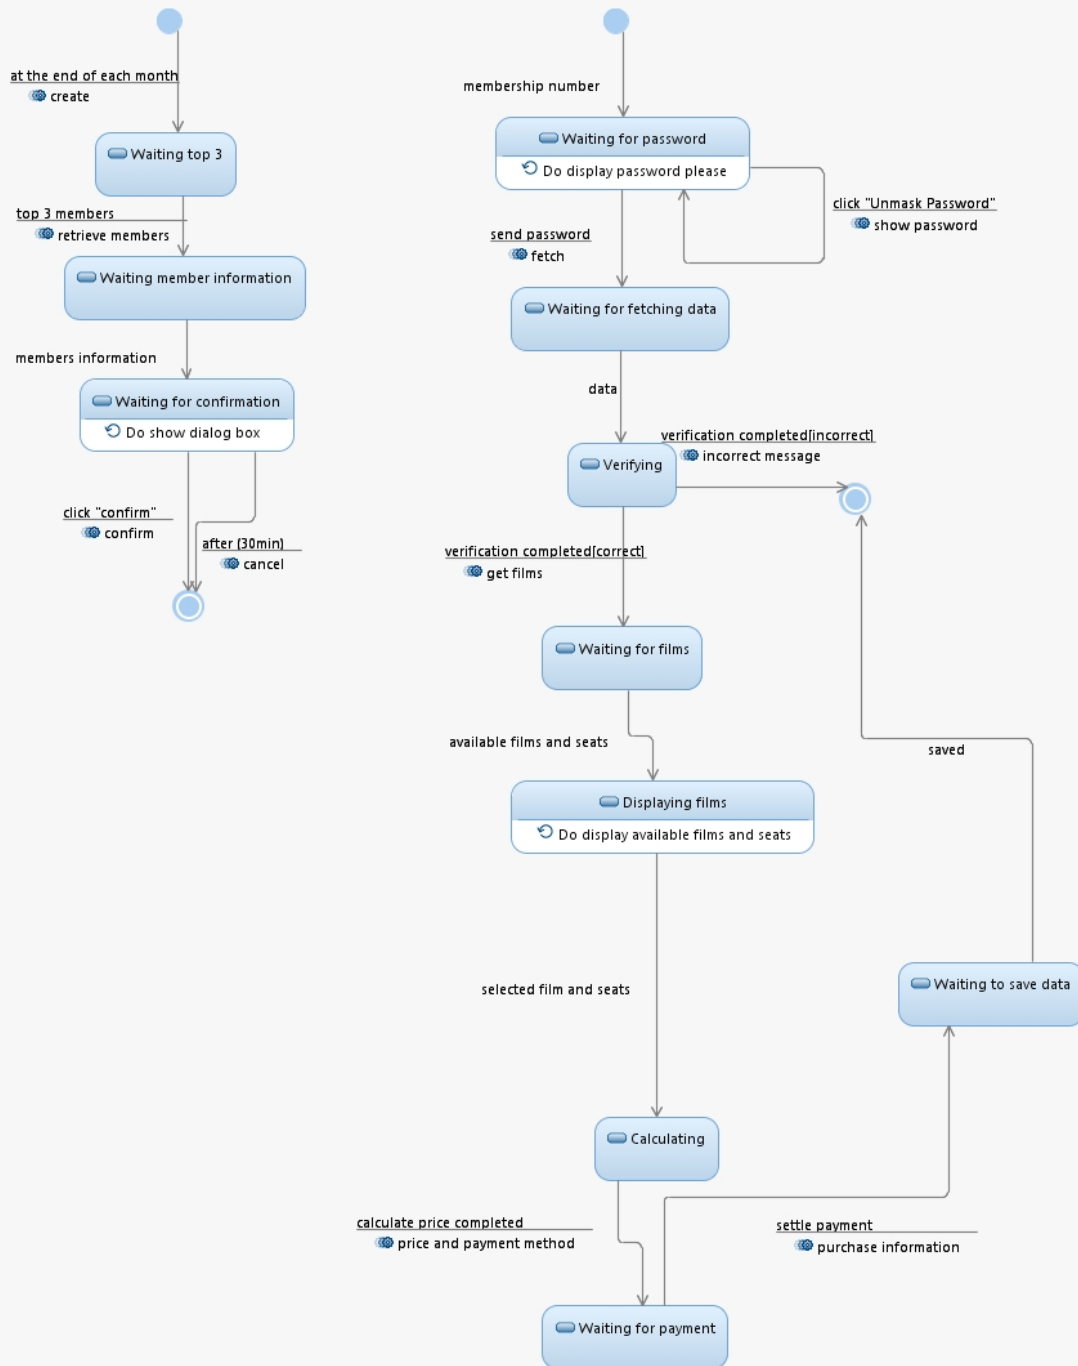 at the end of each month
create
Waiting top 3
top 3 members
retrieve members
Waiting member information
members information
Waiting for confirmation
Do show dialog box
click "confirm"
confirm
after (30min)
cancel
membership number
Waiting for password
Do display password please
click "Unmask Password"
show password
send password
fetch
Waiting for fetching data
data
verification completed[incorrect]
incorrect message
Verifying
verification completed[correct]
get films
Waiting for films
available films and seats
saved
Displaying films
Do display available films and seats
selected film and seats
Waiting to save data
Calculating
calculate price completed
price and payment method
settle payment
purchase information
Waiting for payment